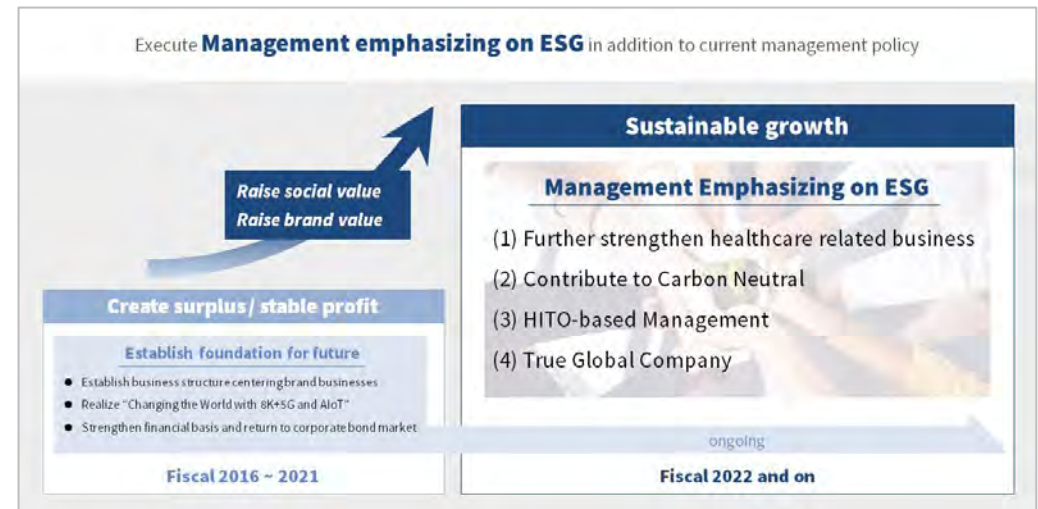 Execute Management emphasizing on ESG in addition to current management policy
Raise social value
Raise brand value
Create surplus/ stable profit
Establish foundation for future
● Establish business structure centering brand businesses
● Realize "Changing the World with 8K+5G and AIoT"
● Strengthen financial basis and return to corporate bond market
Fiscal 2016 ~ 2021
Sustainable growth
Management Emphasizing on ESG
(1) Further strengthen healthcare related business
(2) Contribute to Carbon Neutral
(3) HITO-based Management
(4) True Global Company
ongoing
Fiscal 2022 and on